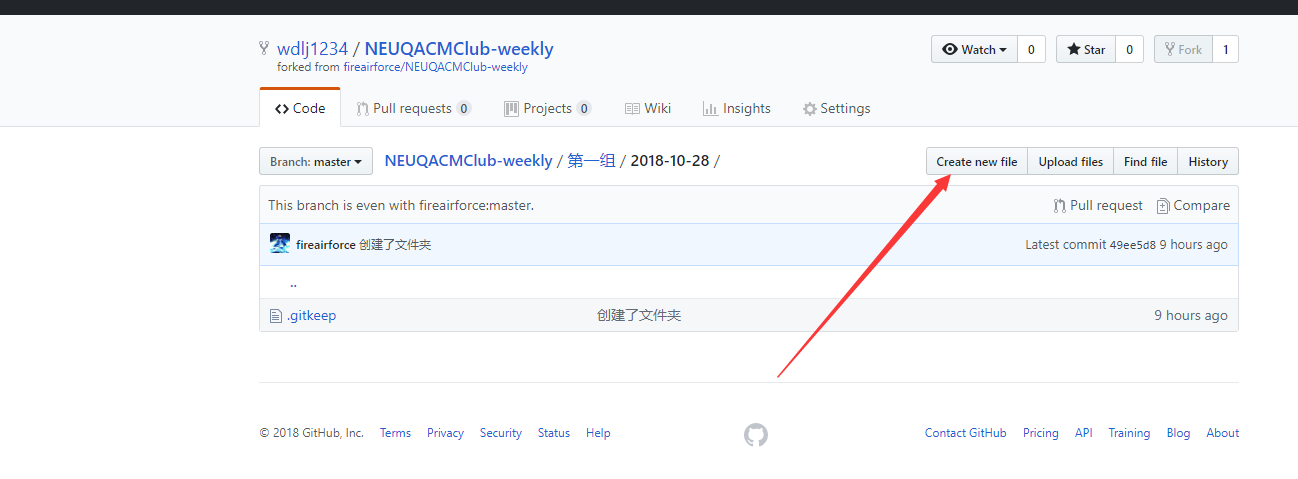 wdlj1234 / NEUQACMClub-weekly
Watch 0 Star 0 Fork 1
forked from fireairforce/NEUQACMClub-weekly
Code Pull requests 0 Projects 0 Wiki Insights Settings
Branch: master NEUQACMClub-weekly / 第一组 / 2018-10-28 / Create new file Upload files Find file History
This branch is even with fireairforce:master. Pull request Compare
fireairforce 创建了文件夹 Latest commit 49ee5d8 9 hours ago
..
.gitkeep 创建了文件夹 9 hours ago
© 2018 GitHub, Inc. Terms Privacy Security Status Help Contact GitHub Pricing API Training Blog About